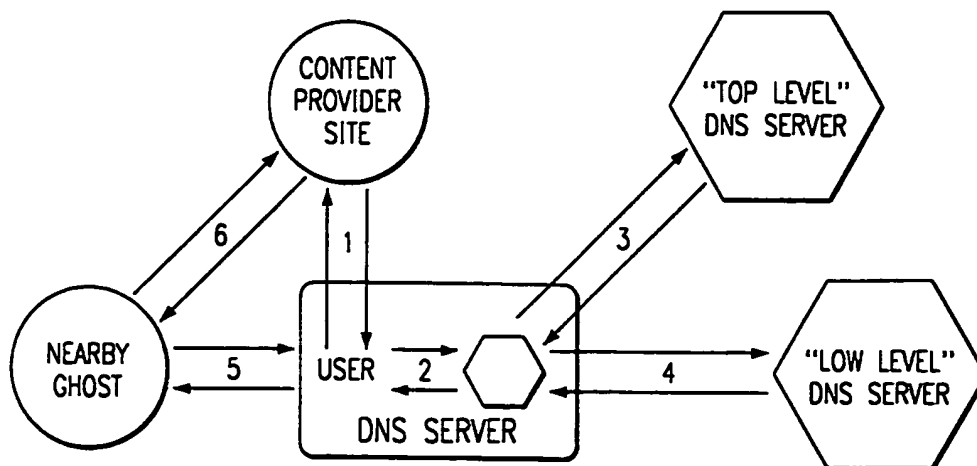 CONTENT
PROVIDER
SITE
"TOP LEVEL"
DNS SERVER
6
1
3
NEARBY
GHOST
5
USER
2
4
"LOW LEVEL"
DNS SERVER
DNS SERVER